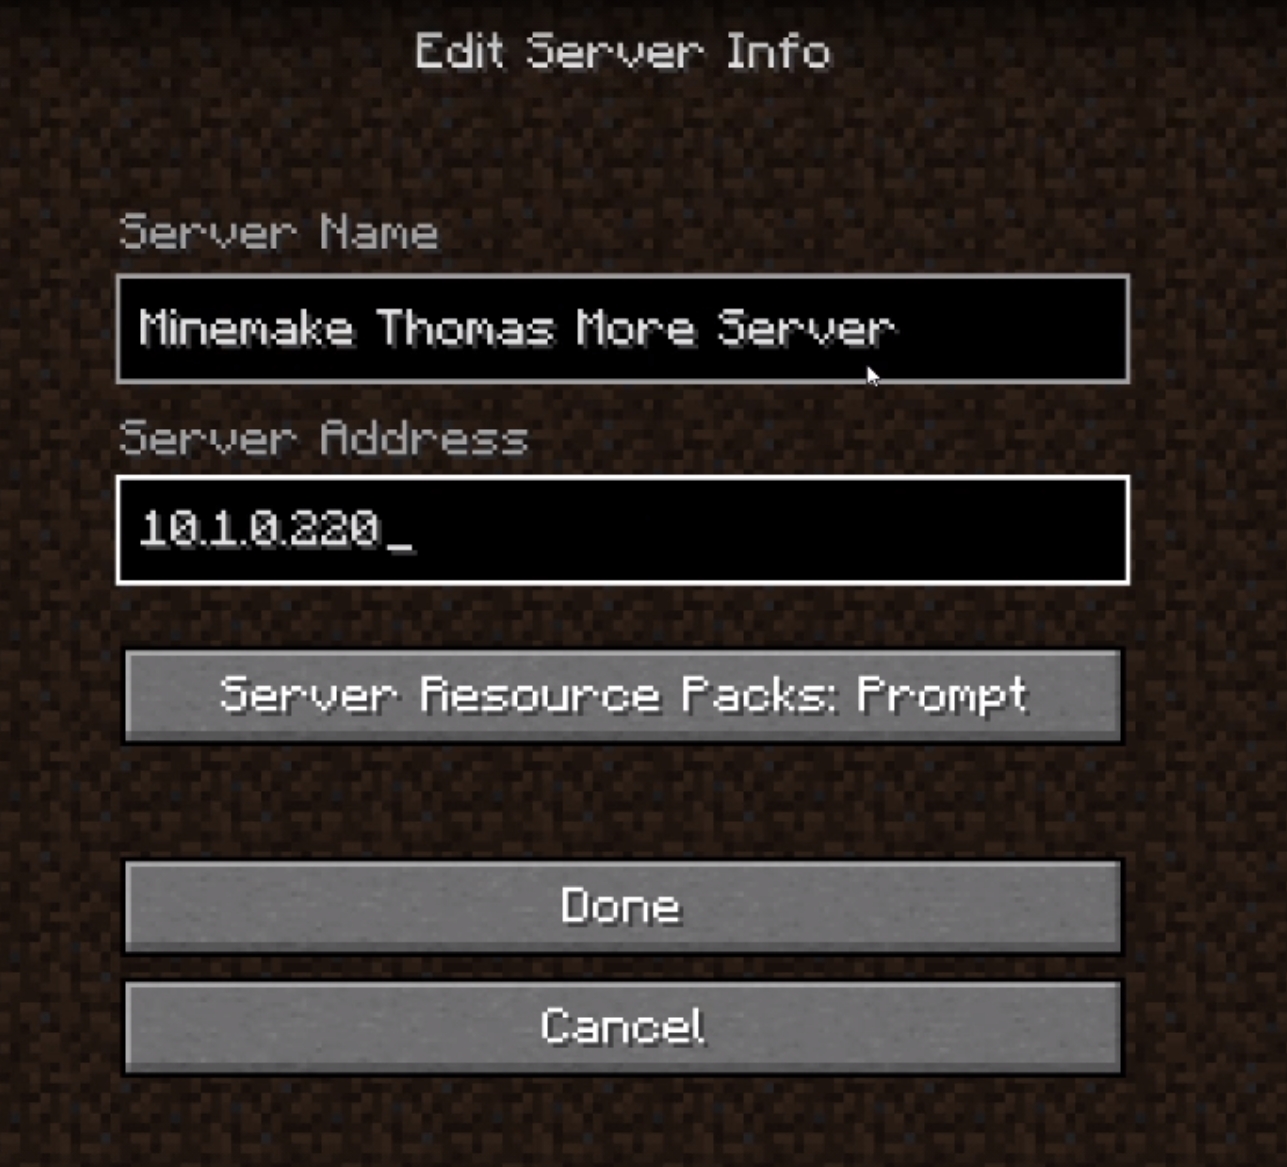 Edit Server Info
Server Name
Minemake Thomas More Server
Server Address
10.1.0.220_
Server Resource Packs: Prompt
Done
Cancel